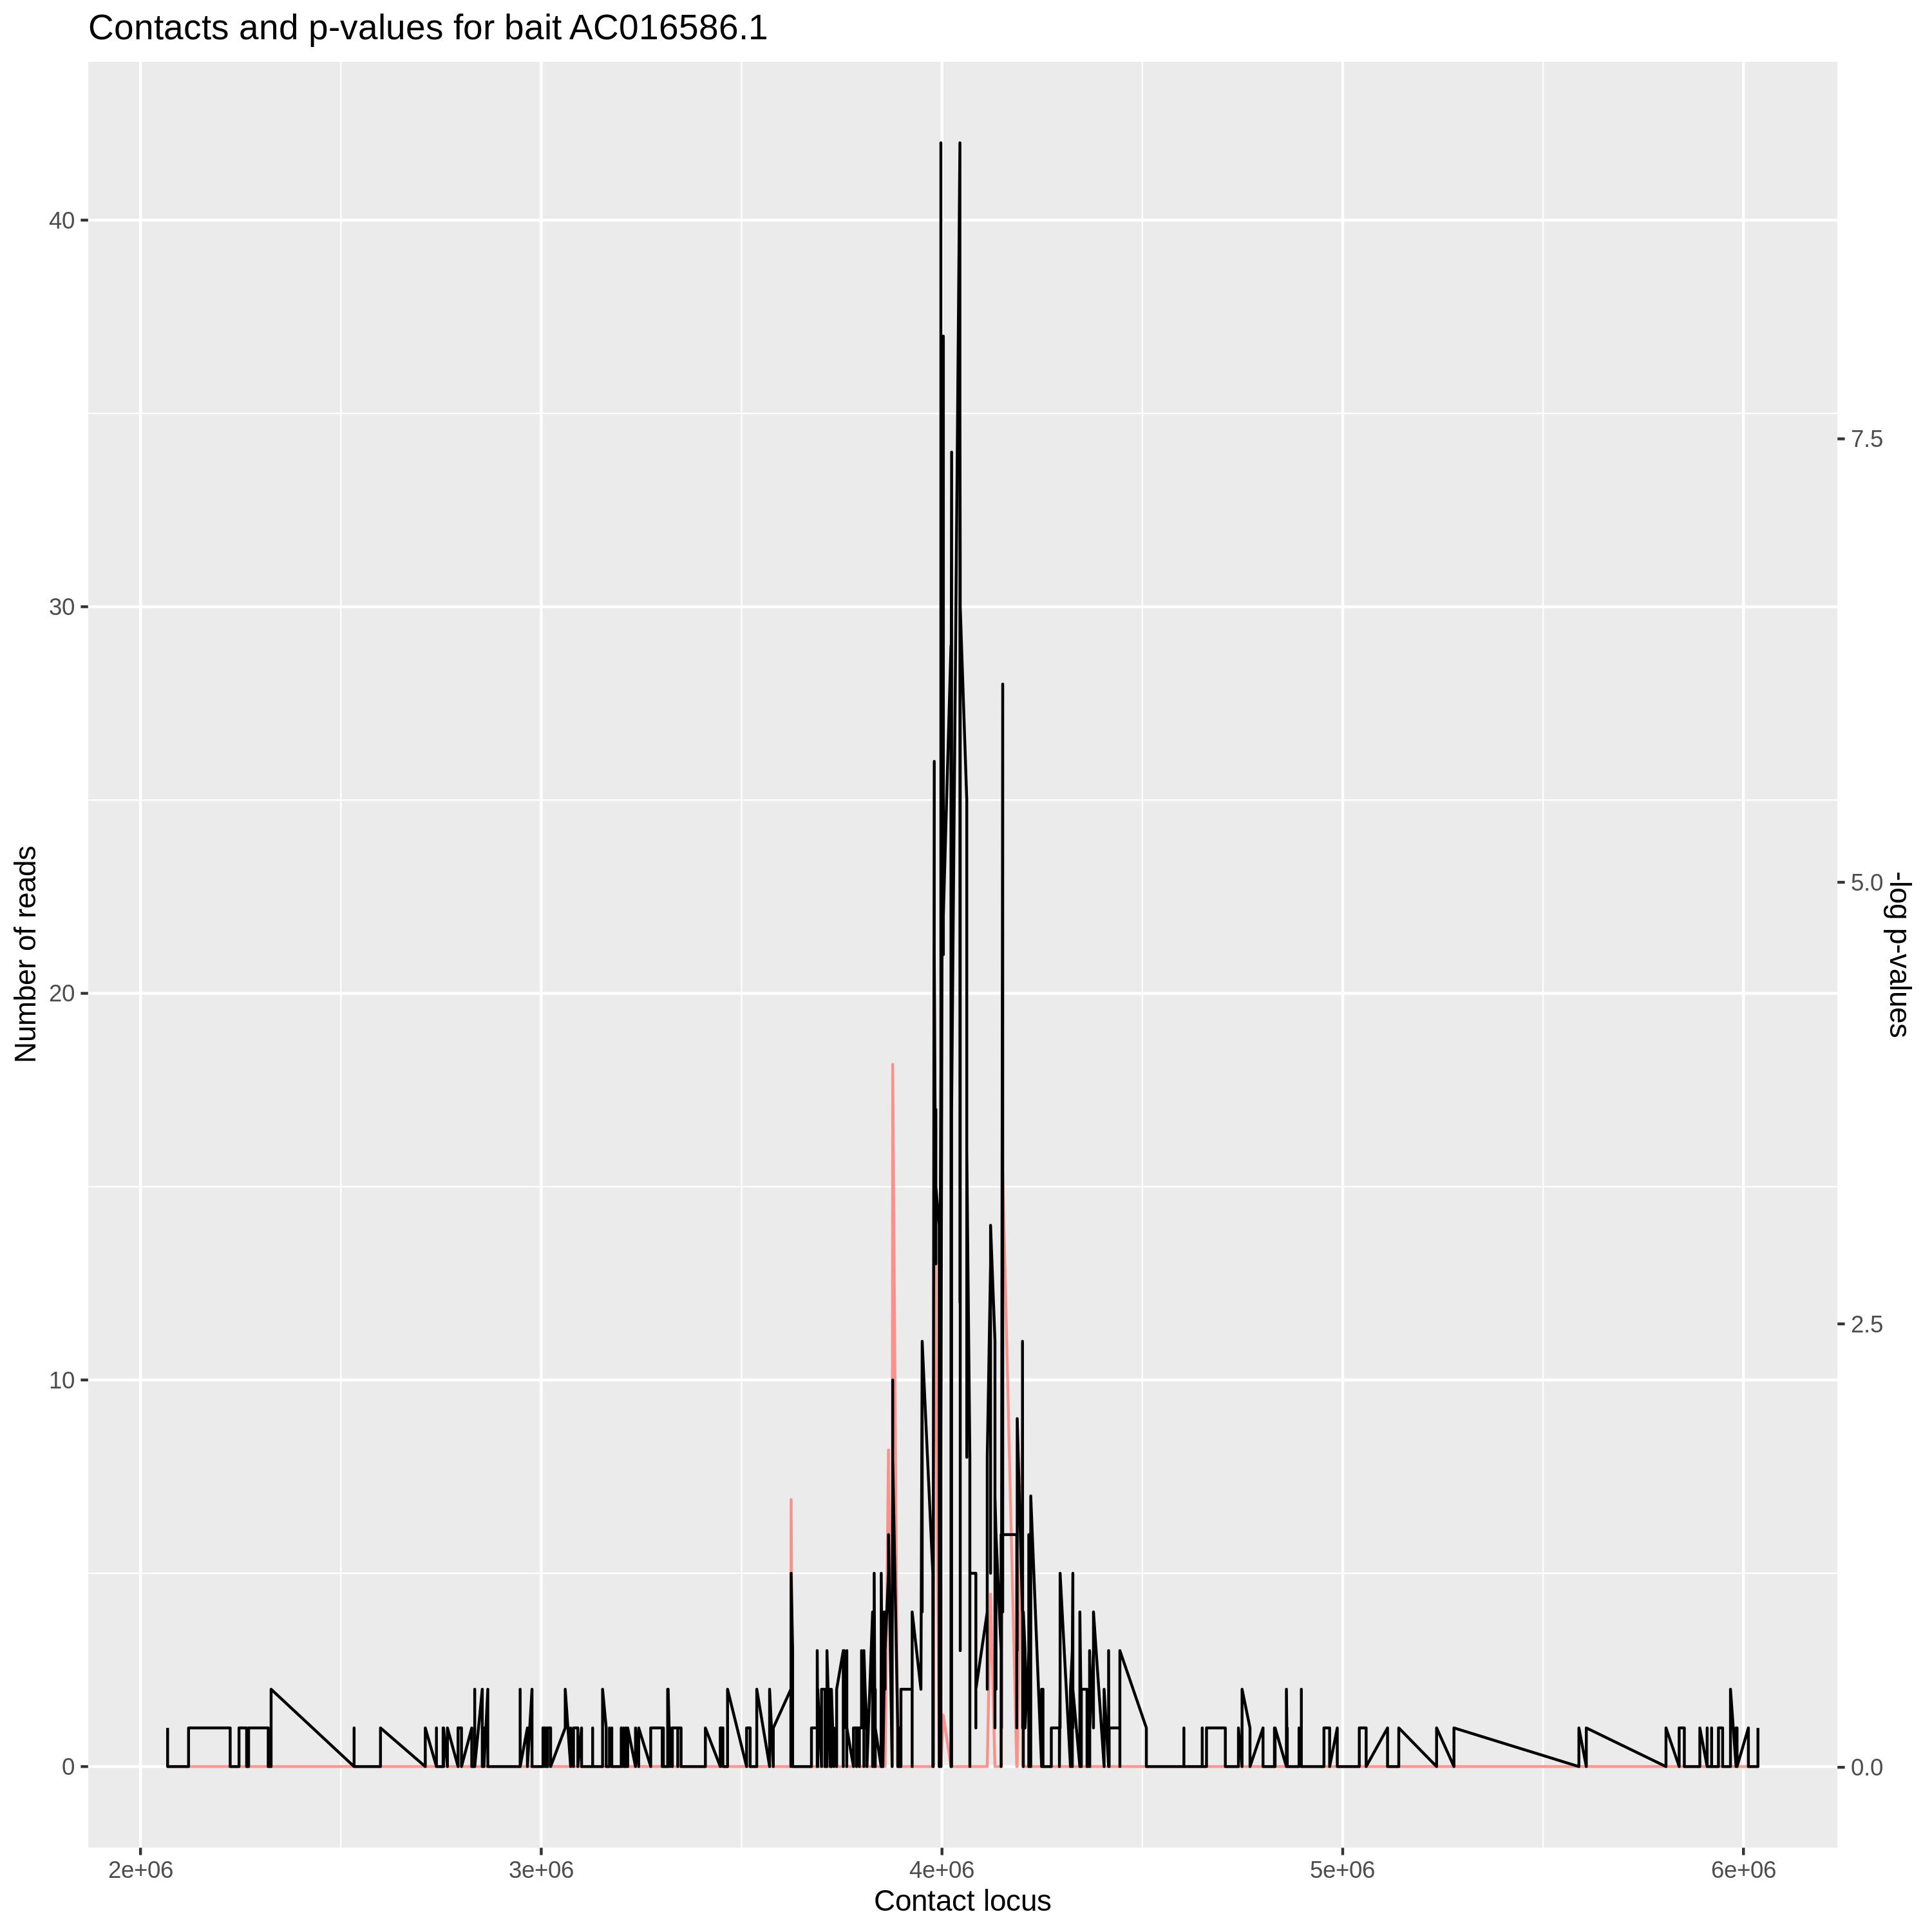 Contacts and p-values for bait AC016586.1
40
30
20
10
0
Number of reads
7.5
5.0
2.5
0.0
-log p-values
2e+06
3e+06
4e+06
5e+06
6e+06
Contact locus